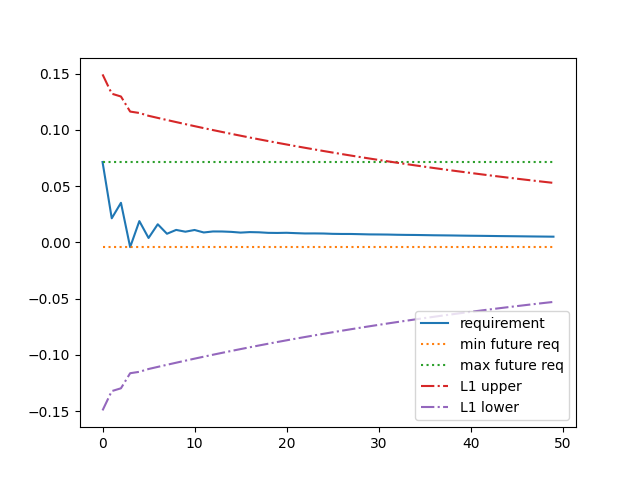 0.15
0.10
0.05
0.00
−0.05
−0.10
−0.15
0 10 20 30 40 50
requirement
min future req
max future req
L1 upper
L1 lower